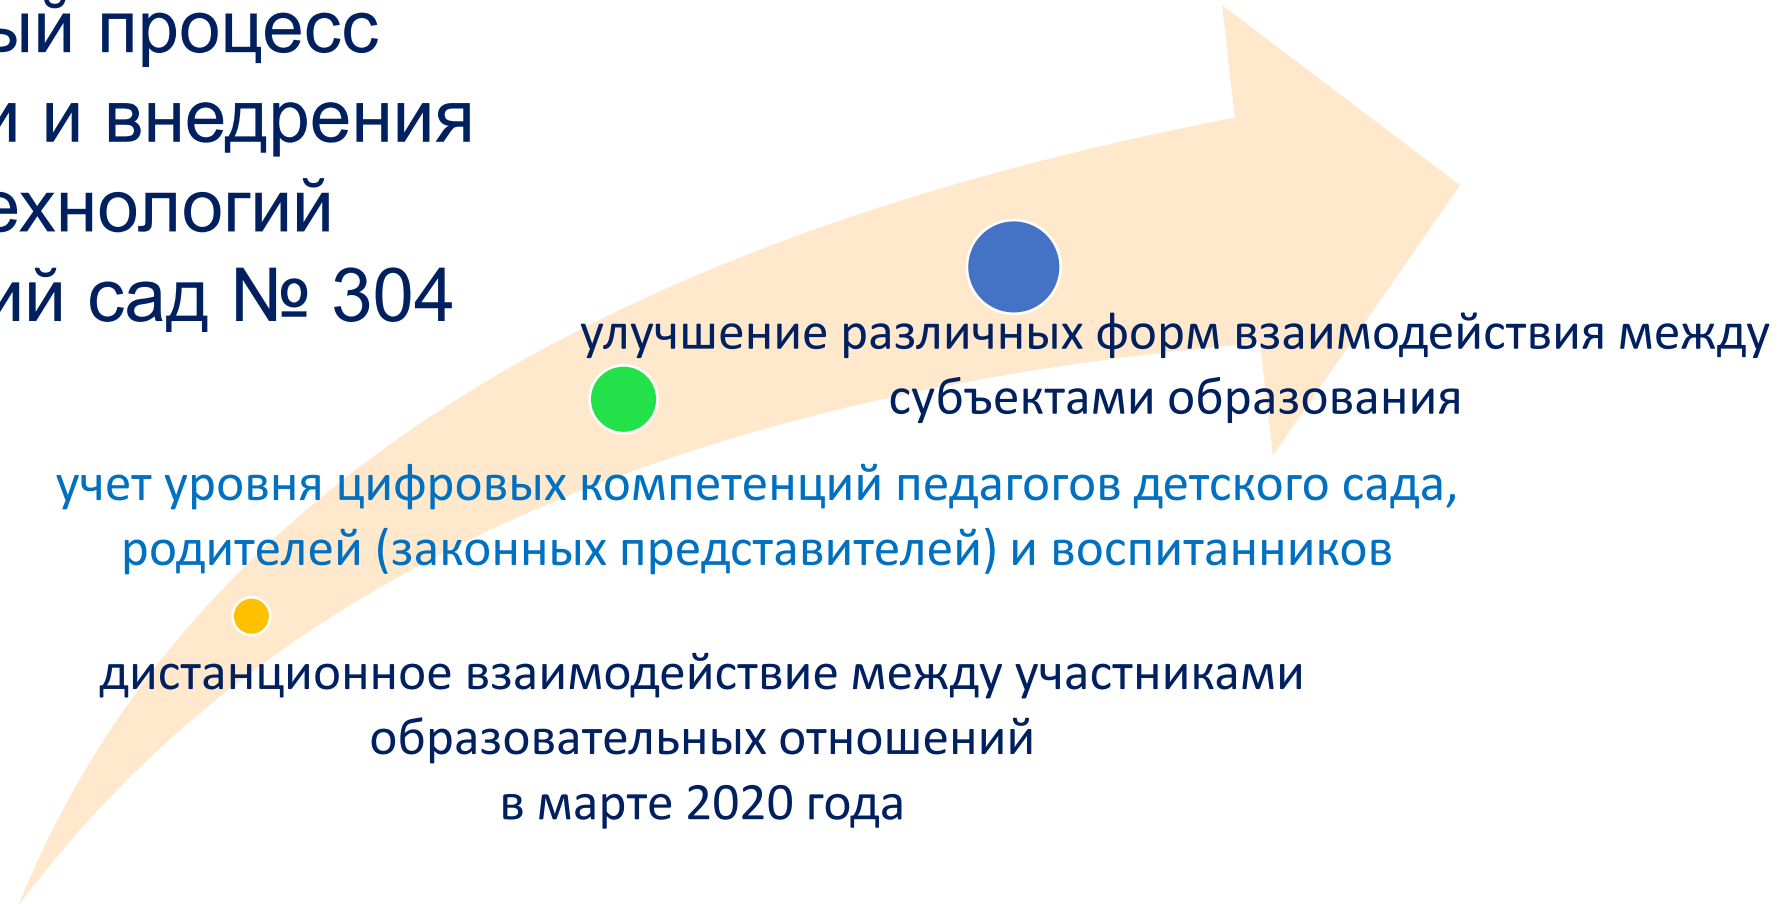 ый процесс
и и внедрения
ехнологий
ий сад № 304
улучшение различных форм взаимодействия между
субъектами образования
учет уровня цифровых компетенций педагогов детского сада,
родителей (законных представителей) и воспитанников
дистанционное взаимодействие между участниками
образовательных отношений
в марте 2020 года